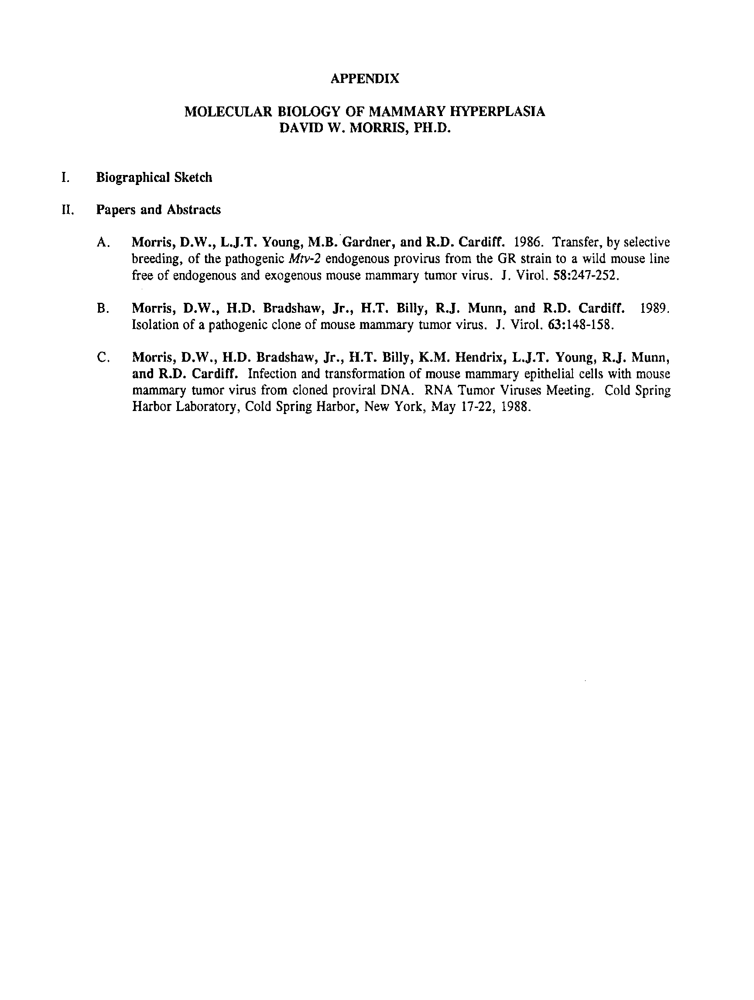 APPENDIX
MOLECULAR BIOLOGY OF MAMMARY HYPERPLASIA
DAVID W. MORRIS, PH.D.
I. Biographical Sketch
II. Papers and Abstracts
A. Morris, D.W., L.J.T. Young, M.B. Gardner, and R.D. Cardiff. 1986. Transfer, by selective
breeding, of the pathogenic Mtv-2 endogenous provirus from the GR strain to a wild mouse line
free of endogenous and exogenous mouse mammary tumor virus. J. Virol. 58:247-252.
B. Morris, D.W., H.D. Bradshaw, Jr., H.T. Billy, R.J. Munn, and R.D. Cardiff. 1989.
Isolation of a pathogenic clone of mouse mammary tumor virus. J. Virol. 63:148-158.
C. Morris, D.W., H.D. Bradshaw, Jr., H.T. Billy, K.M. Hendrix, L.J.T. Young, R.J. Munn,
and R.D. Cardiff. Infection and transformation of mouse mammary epithelial cells with mouse
mammary tumor virus from cloned proviral DNA. RNA Tumor Viruses Meeting. Cold Spring
Harbor Laboratory, Cold Spring Harbor, New York, May 17-22, 1988.